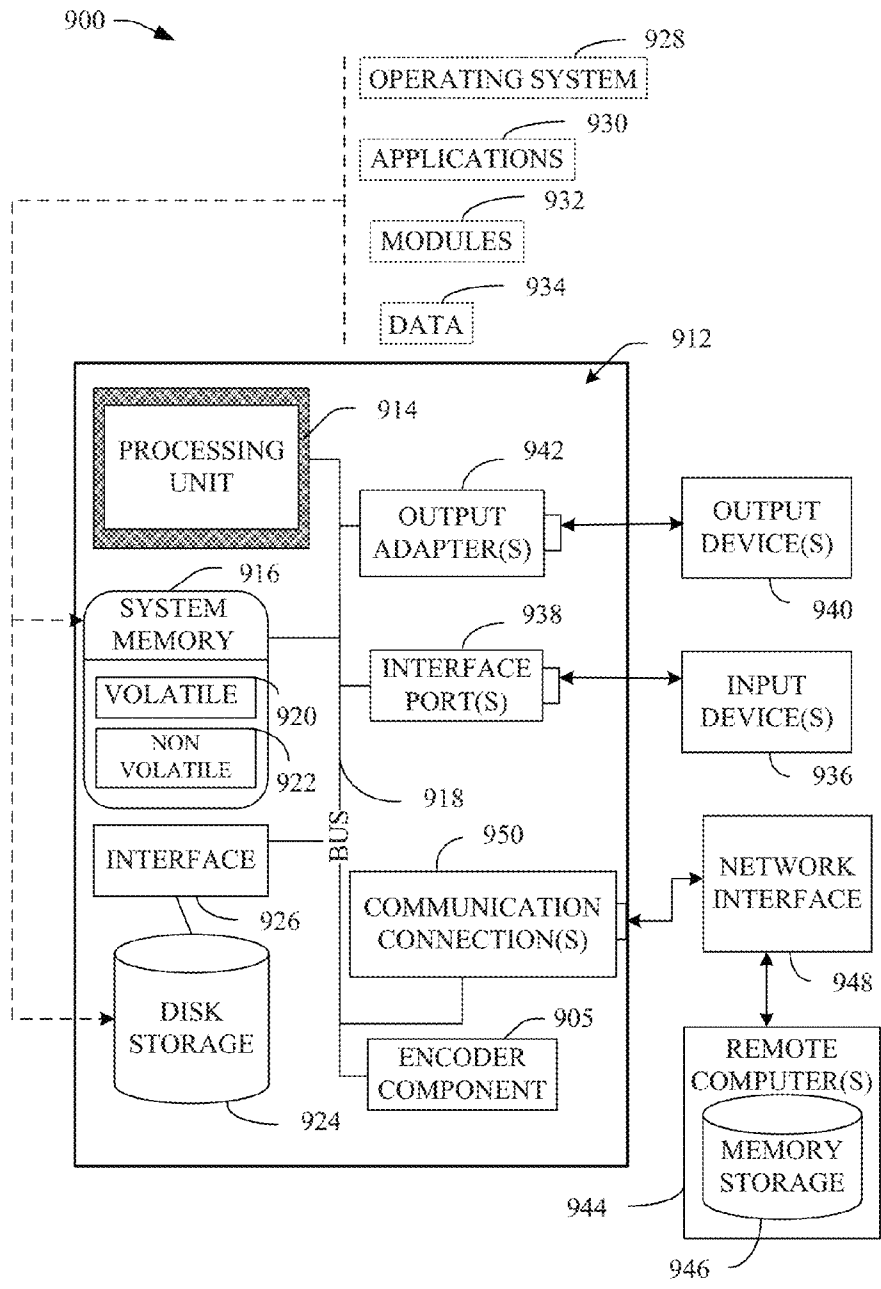 900
928
OPERATING SYSTEM
930
APPLICATIONS
932
MODULES
934
DATA
912
914
PROCESSING
UNIT
942
OUTPUT
ADAPTER(S)
OUTPUT
DEVICE(S)
940
916
SYSTEM
MEMORY
938
INTERFACE
PORT(S)
INPUT
DEVICE(S)
936
VOLATILE
920
NON
VOLATILE
922
918
BUS
INTERFACE
926
950
COMMUNICATION
CONNECTION(S)
NETWORK
INTERFACE
948
DISK
STORAGE
924
905
ENCODER
COMPONENT
REMOTE
COMPUTER(S)
MEMORY
STORAGE
944
946